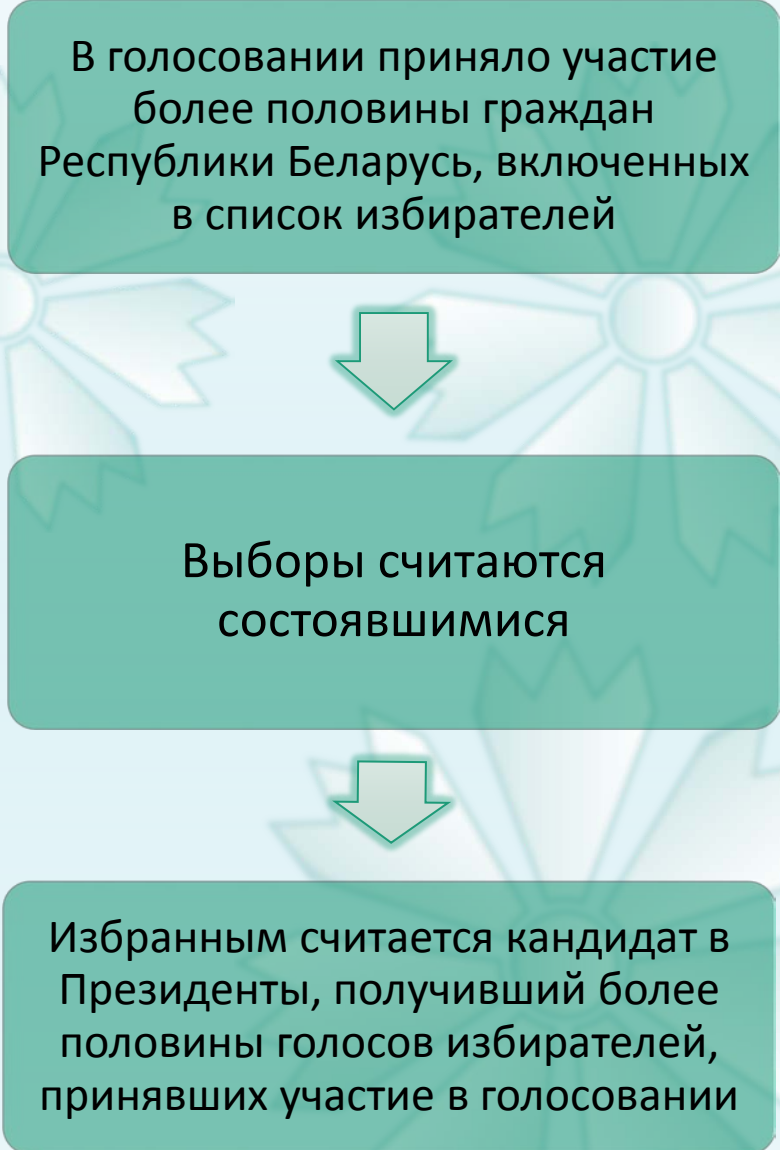 В голосовании приняло участие
более половины граждан
Республики Беларусь, включенных
в список избирателей
Выборы считаются
состоявшимися
Избранным считается кандидат в
Президенты, получивший более
половины голосов избирателей,
принявших участие в голосовании